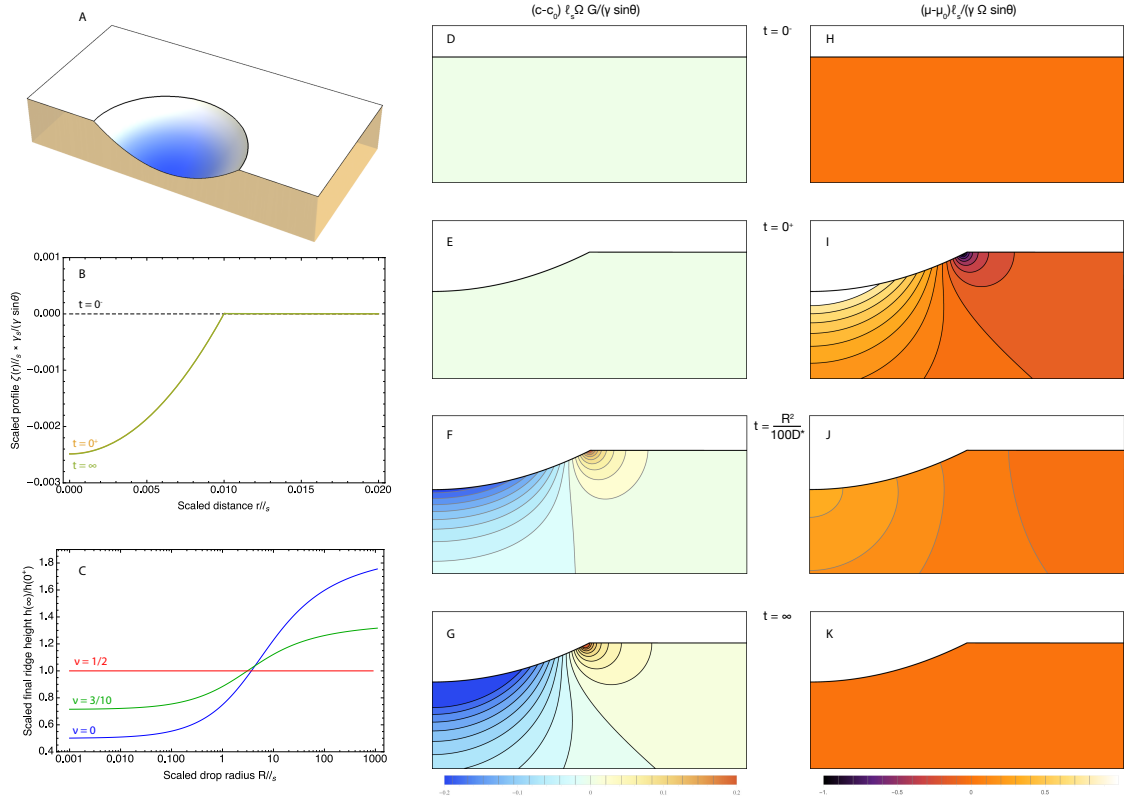 (c-c₀) ℓₛΩ G/(γ sinθ)
(μ-μ₀)ℓₛ/(γ Ω sinθ)
A
B
0.001
0.000
−0.001
−0.002
−0.003
t = 0⁻
t = 0⁺
t = ∞
0.000
0.005
0.010
0.015
0.020
Scaled profile ζ(r)/ℓₛ × γₛ/(γ sinθ)
Scaled distance r/ℓₛ
C
1.8
1.6
1.4
1.2
1.0
0.8
0.6
0.4
ν = 1/2
ν = 3/10
ν = 0
0.001
0.010
0.100
1
10
100
1000
Scaled final ridge height h(∞)/h(0⁺)
Scaled drop radius R/ℓₛ
D
t = 0⁻
H
E
t = 0⁺
I
F
t = R²
100D*
J
G
t = ∞
K
−0.2
−0.1
0
0.1
0.2
−1.
−0.5
0
0.5